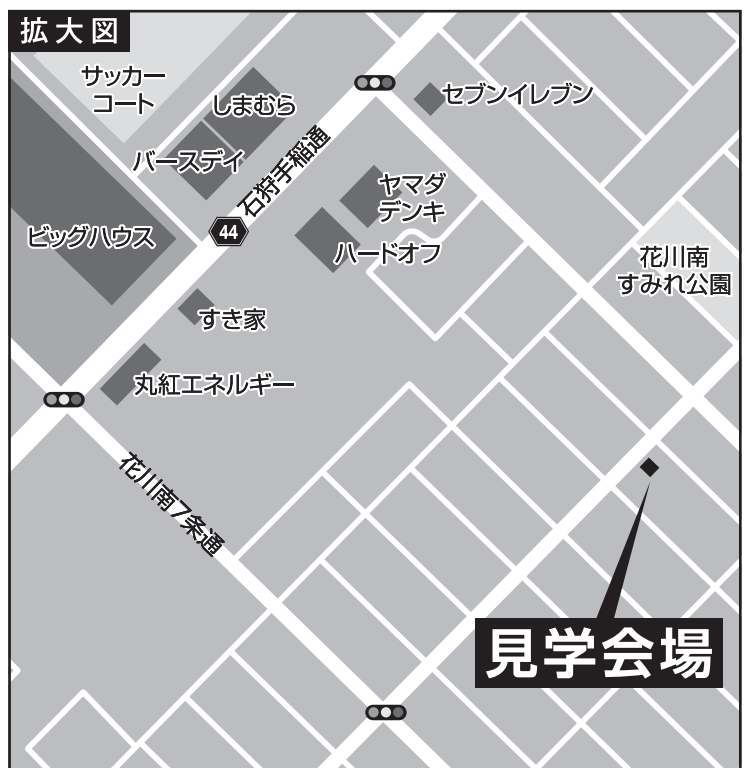 拡大図
サッカー
コート
しまむら
バースデイ
石狩手稲通
44
セブンイレブン
ヤマダ
デンキ
ハードオフ
ビッグハウス
花川南
すみれ公園
すき家
丸紅エネルギー
花川南7条通
見学会場